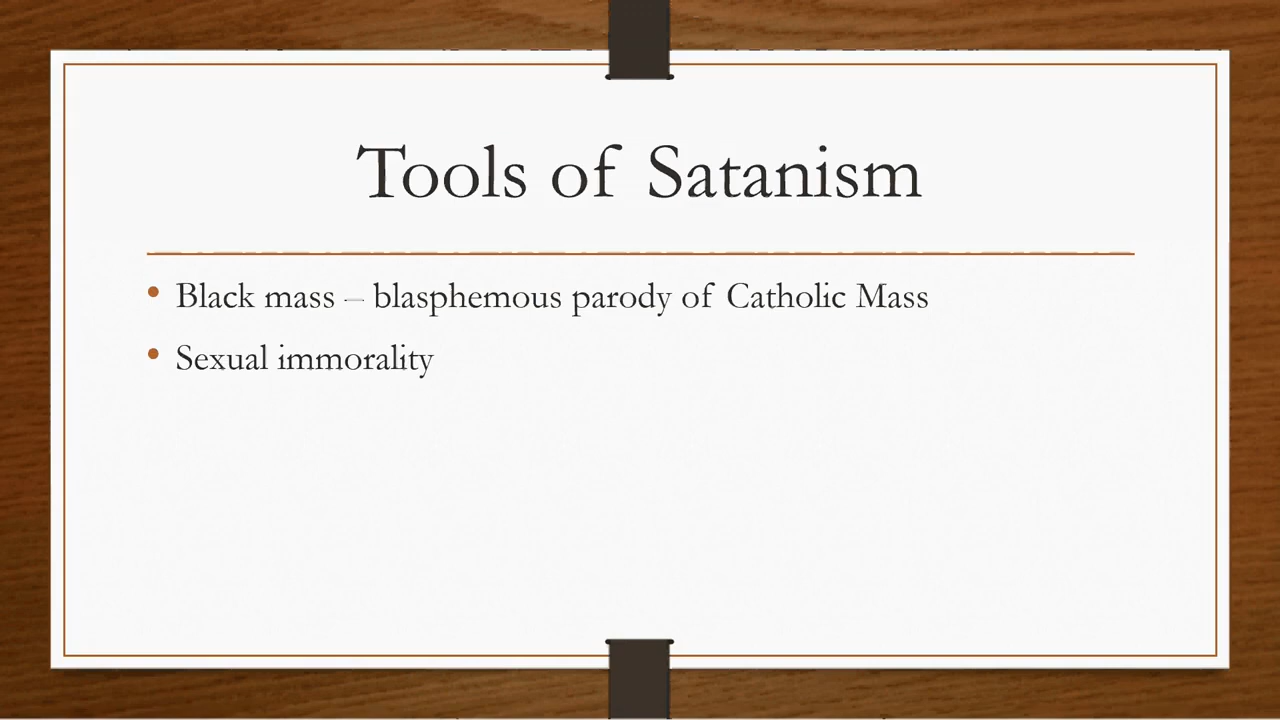 Tools of Satanism
• Black mass – blasphemous parody of Catholic Mass
• Sexual immorality